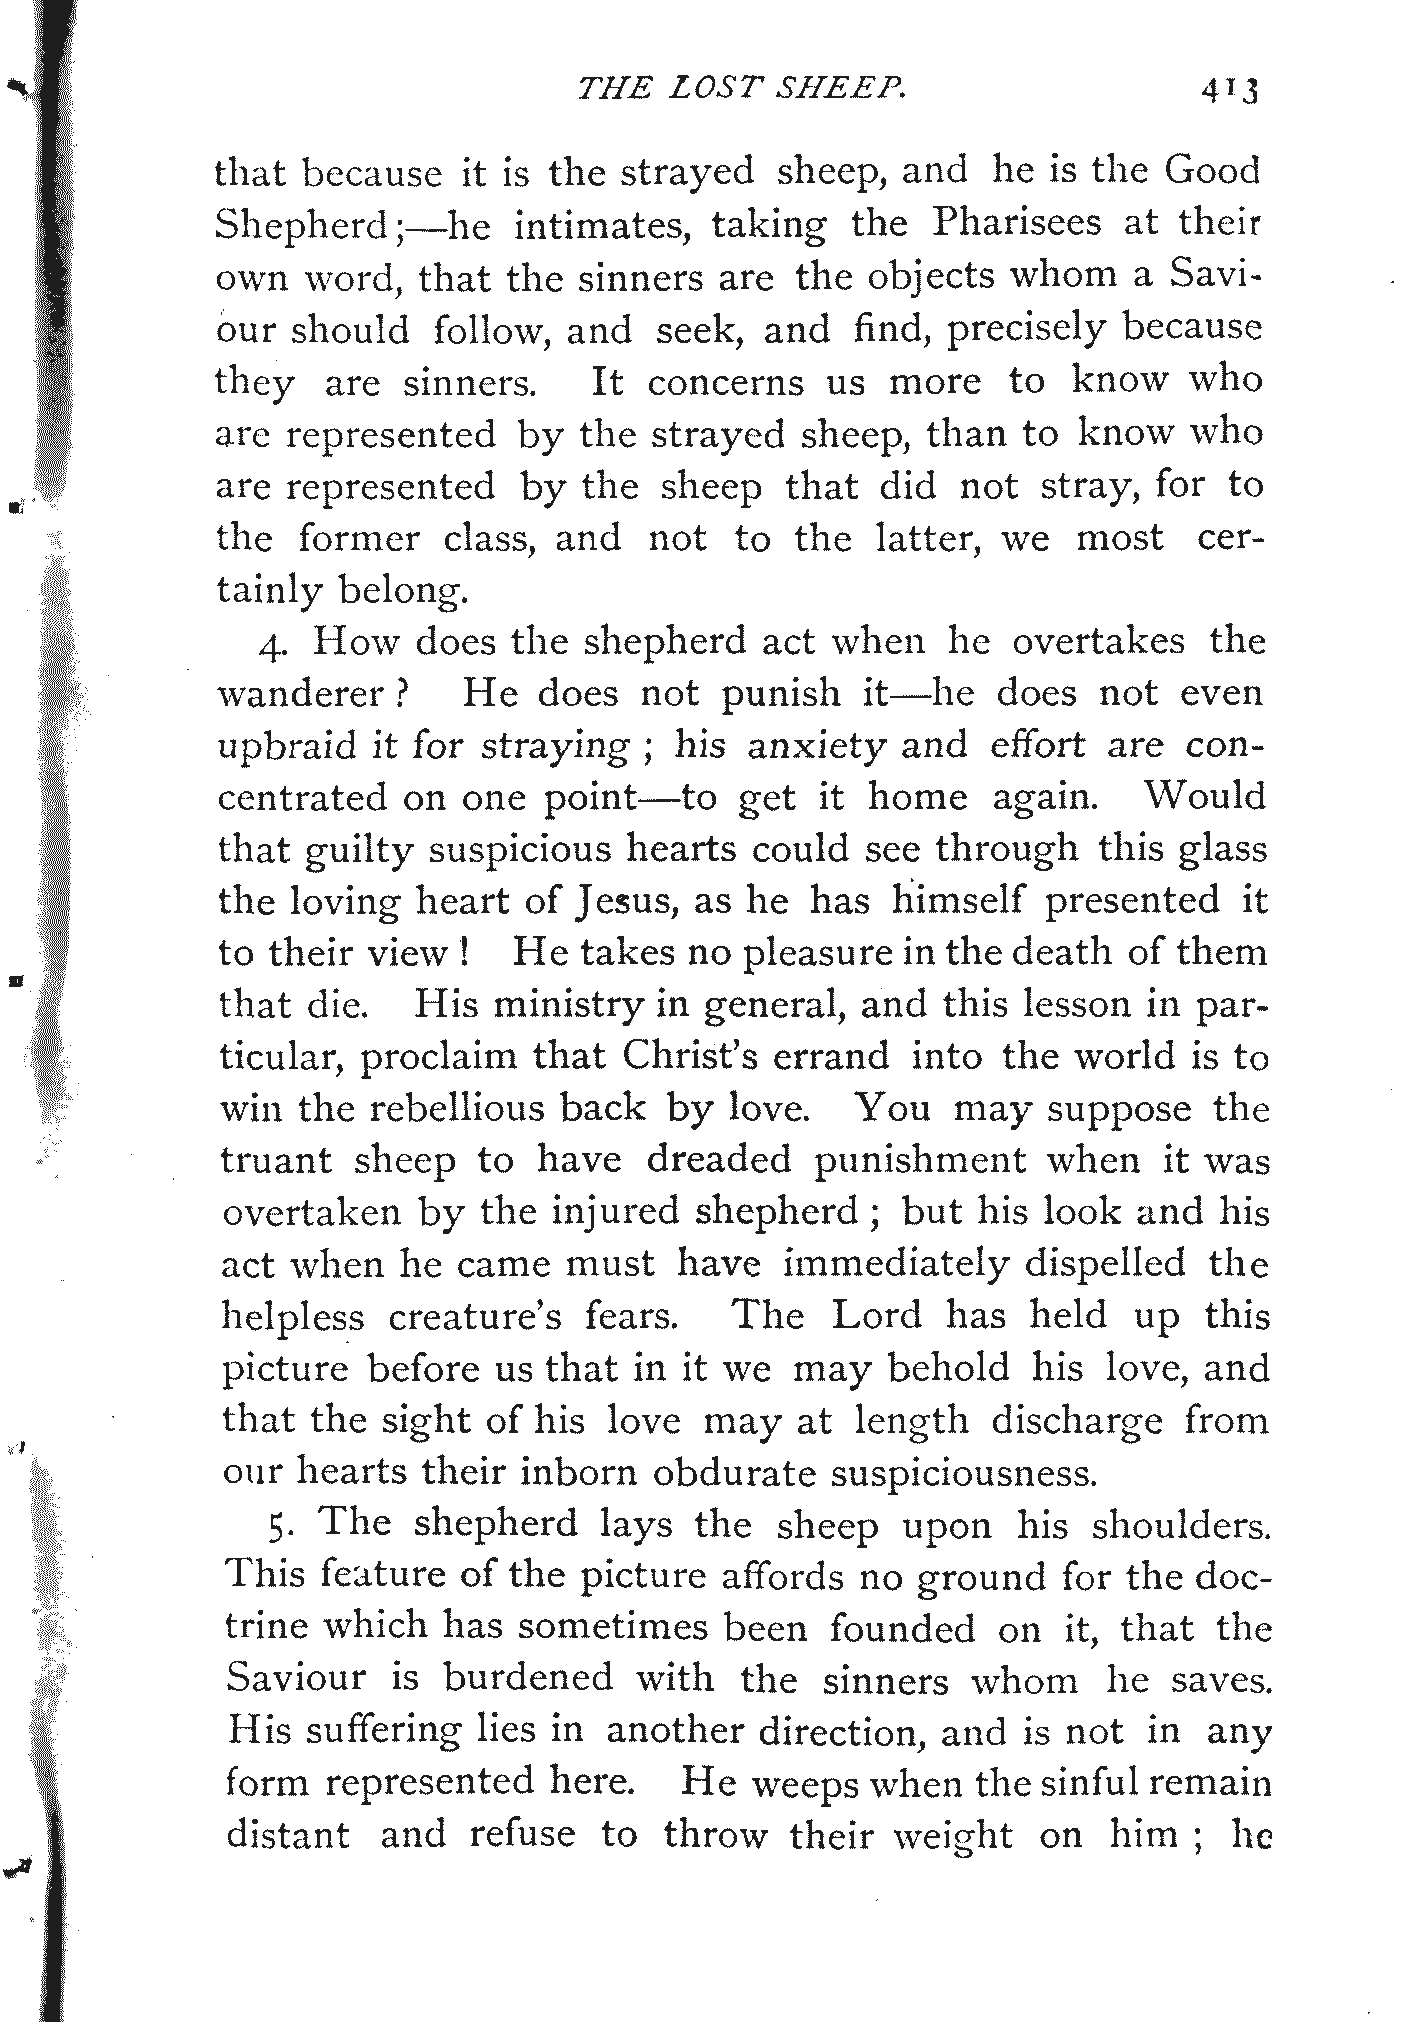 THE LOST SHEEP. 413
that because it is the strayed sheep, and he is the Good
Shepherd;—he intimates, taking the Pharisees at their
own word, that the sinners are the objects whom a Savi-
our should follow, and seek, and find, precisely because
they are sinners. It concerns us more to know who
are represented by the strayed sheep, than to know who
are represented by the sheep that did not stray, for to
the former class, and not to the latter, we most cer-
tainly belong.
4. How does the shepherd act when he overtakes the
wanderer ? He does not punish it—he does not even
upbraid it for straying ; his anxiety and effort are con-
centrated on one point—to get it home again. Would
that guilty suspicious hearts could see through this glass
the loving heart of Jesus, as he has himself presented it
to their view ! He takes no pleasure in the death of them
that die. His ministry in general, and this lesson in par-
ticular, proclaim that Christ's errand into the world is to
win the rebellious back by love. You may suppose the
truant sheep to have dreaded punishment when it was
overtaken by the injured shepherd ; but his look and his
act when he came must have immediately dispelled the
helpless creature's fears. The Lord has held up this
picture before us that in it we may behold his love, and
that the sight of his love may at length discharge from
our hearts their inborn obdurate suspiciousness.
5. The shepherd lays the sheep upon his shoulders.
This feature of the picture affords no ground for the doc-
trine which has sometimes been founded on it, that the
Saviour is burdened with the sinners whom he saves.
His suffering lies in another direction, and is not in any
form represented here. He weeps when the sinful remain
distant and refuse to throw their weight on him ; he